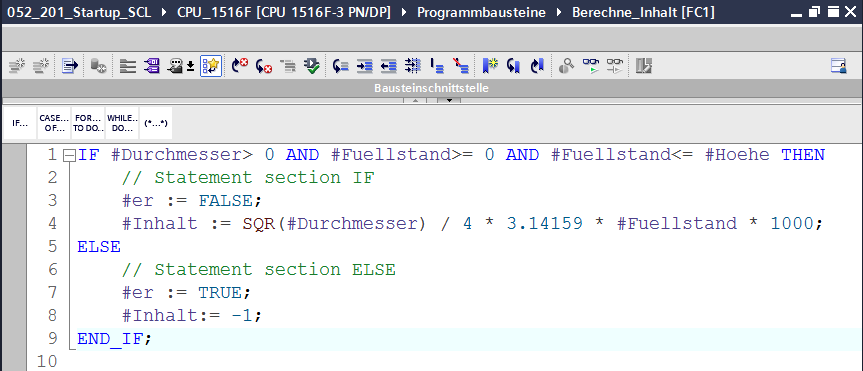 052_201_Startup_SCL CPU_1516F [CPU 1516F-3 PN/DP] Programmbausteine Berechne_Inhalt [FC1]
Bausteinschnittstelle
IF... CASE... OF... FOR... TO DO... WHILE... DO... (*...*)
1 IF #Durchmesser> 0 AND #Fuellstand>= 0 AND #Fuellstand<= #Hoehe THEN
2 // Statement section IF
3 #er := FALSE;
4 #Inhalt := SQR(#Durchmesser) / 4 * 3.14159 * #Fuellstand * 1000;
5 ELSE
6 // Statement section ELSE
7 #er := TRUE;
8 #Inhalt:= -1;
9 END_IF;
10